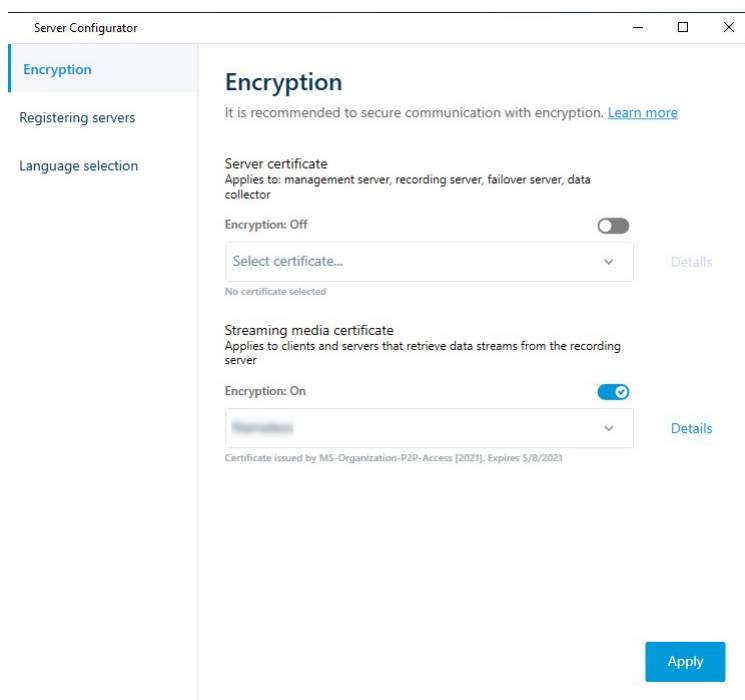 Server Configurator
Encryption
Registering servers
Language selection
Encryption
It is recommended to secure communication with encryption. Learn more
Server certificate
Applies to: management server, recording server, failover server, data
collector
Encryption: Off
Select certificate...
Details
No certificate selected
Streaming media certificate
Applies to clients and servers that retrieve data streams from the recording
server
Encryption: On
Details
Certificate issued by MS-Organization-P2P-Access [2021]. Expires 5/8/2021
Apply